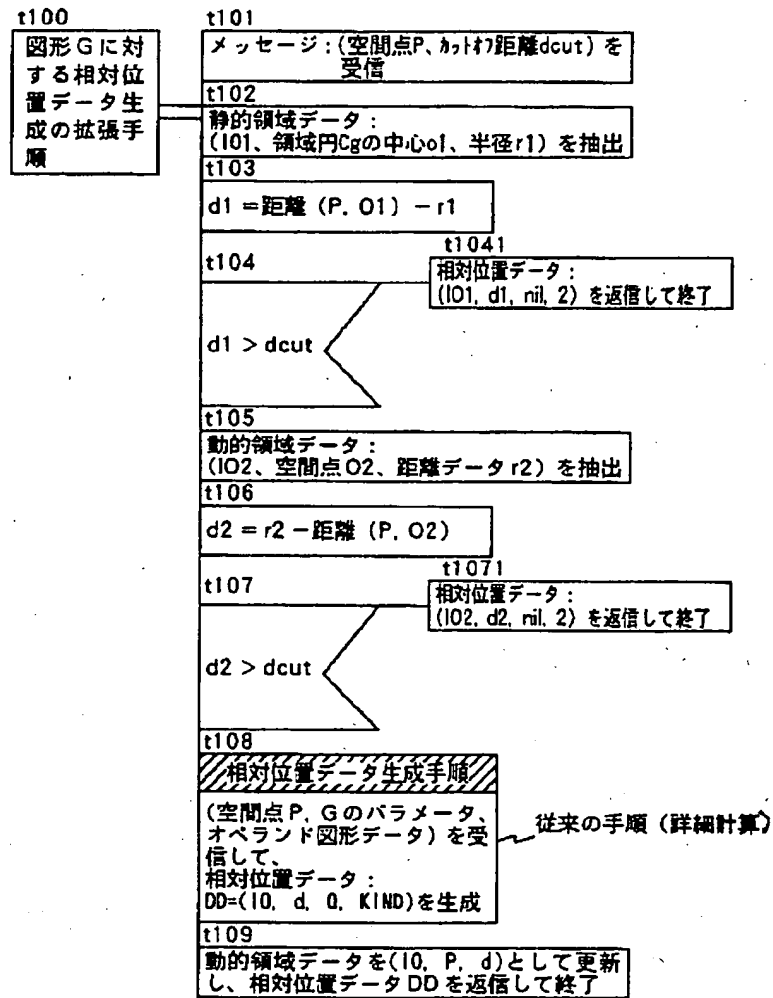 t100
図形Gに対
する相対位
置データ生
成の拡張手
順
t101
メッセージ：(空間点P、ｶｯﾄｵﾌ距離dcut) を
受信
t102
静的領域データ：
(IO1、領域円Cgの中心o1、半径r1) を抽出
t103
d1 =距離 (P, O1) − r1
t104
t1041
相対位置データ：
(IO1, d1, nil, 2) を返信して終了
d1 > dcut
t105
動的領域データ：
(IO2、空間点O2、距離データr2) を抽出
t106
d2 = r2 −距離 (P, O2)
t107
t1071
相対位置データ：
(IO2, d2, nil, 2) を返信して終了
d2 > dcut
t108
相対位置データ生成手順
(空間点P, Gのパラメータ、
オペランド図形データ) を受
信して、
相対位置データ：
DD=(IO, d, Q, KIND)を生成
従来の手順 (詳細計算)
t109
動的領域データを(IO, P, d)として更新
し、相対位置データDDを返信して終了